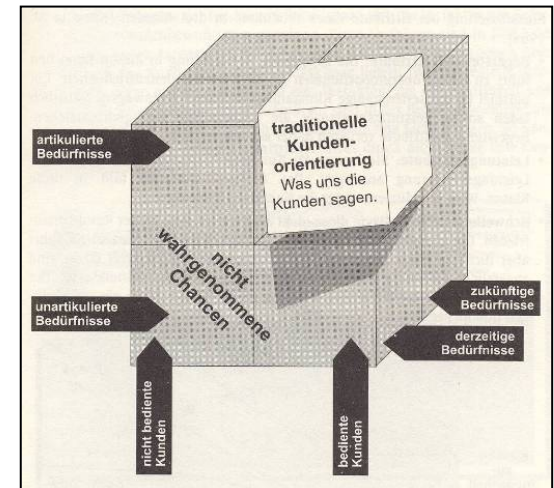 artikulierte
Bedürfnisse
traditionelle
Kunden-
orientierung
Was uns die
Kunden sagen.
nicht
wahrgenommene
Chancen
unartikulierte
Bedürfnisse
zukünftige
Bedürfnisse
derzeitige
Bedürfnisse
nicht bediente
Kunden
bediente
Kunden